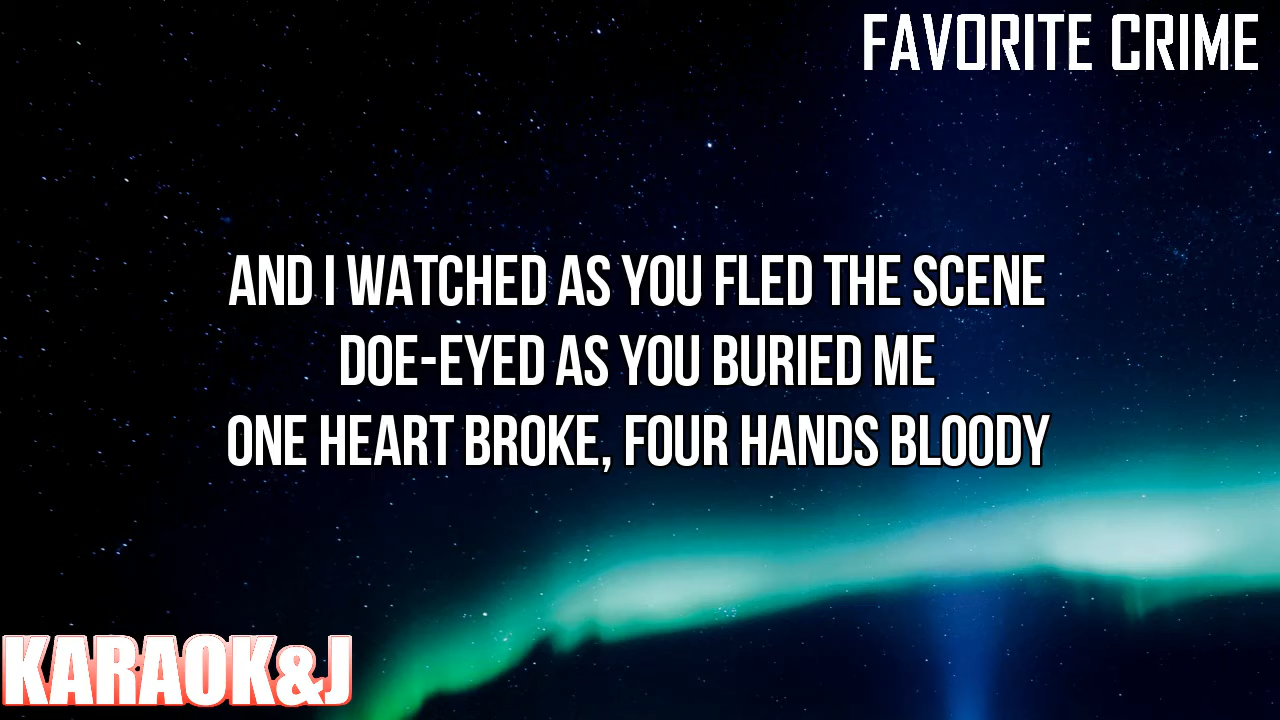 FAVORITE CRIME
AND I WATCHED AS YOU FLED THE SCENE
DOE-EYED AS YOU BURIED ME
ONE HEART BROKE, FOUR HANDS BLOODY
KARAOK&J